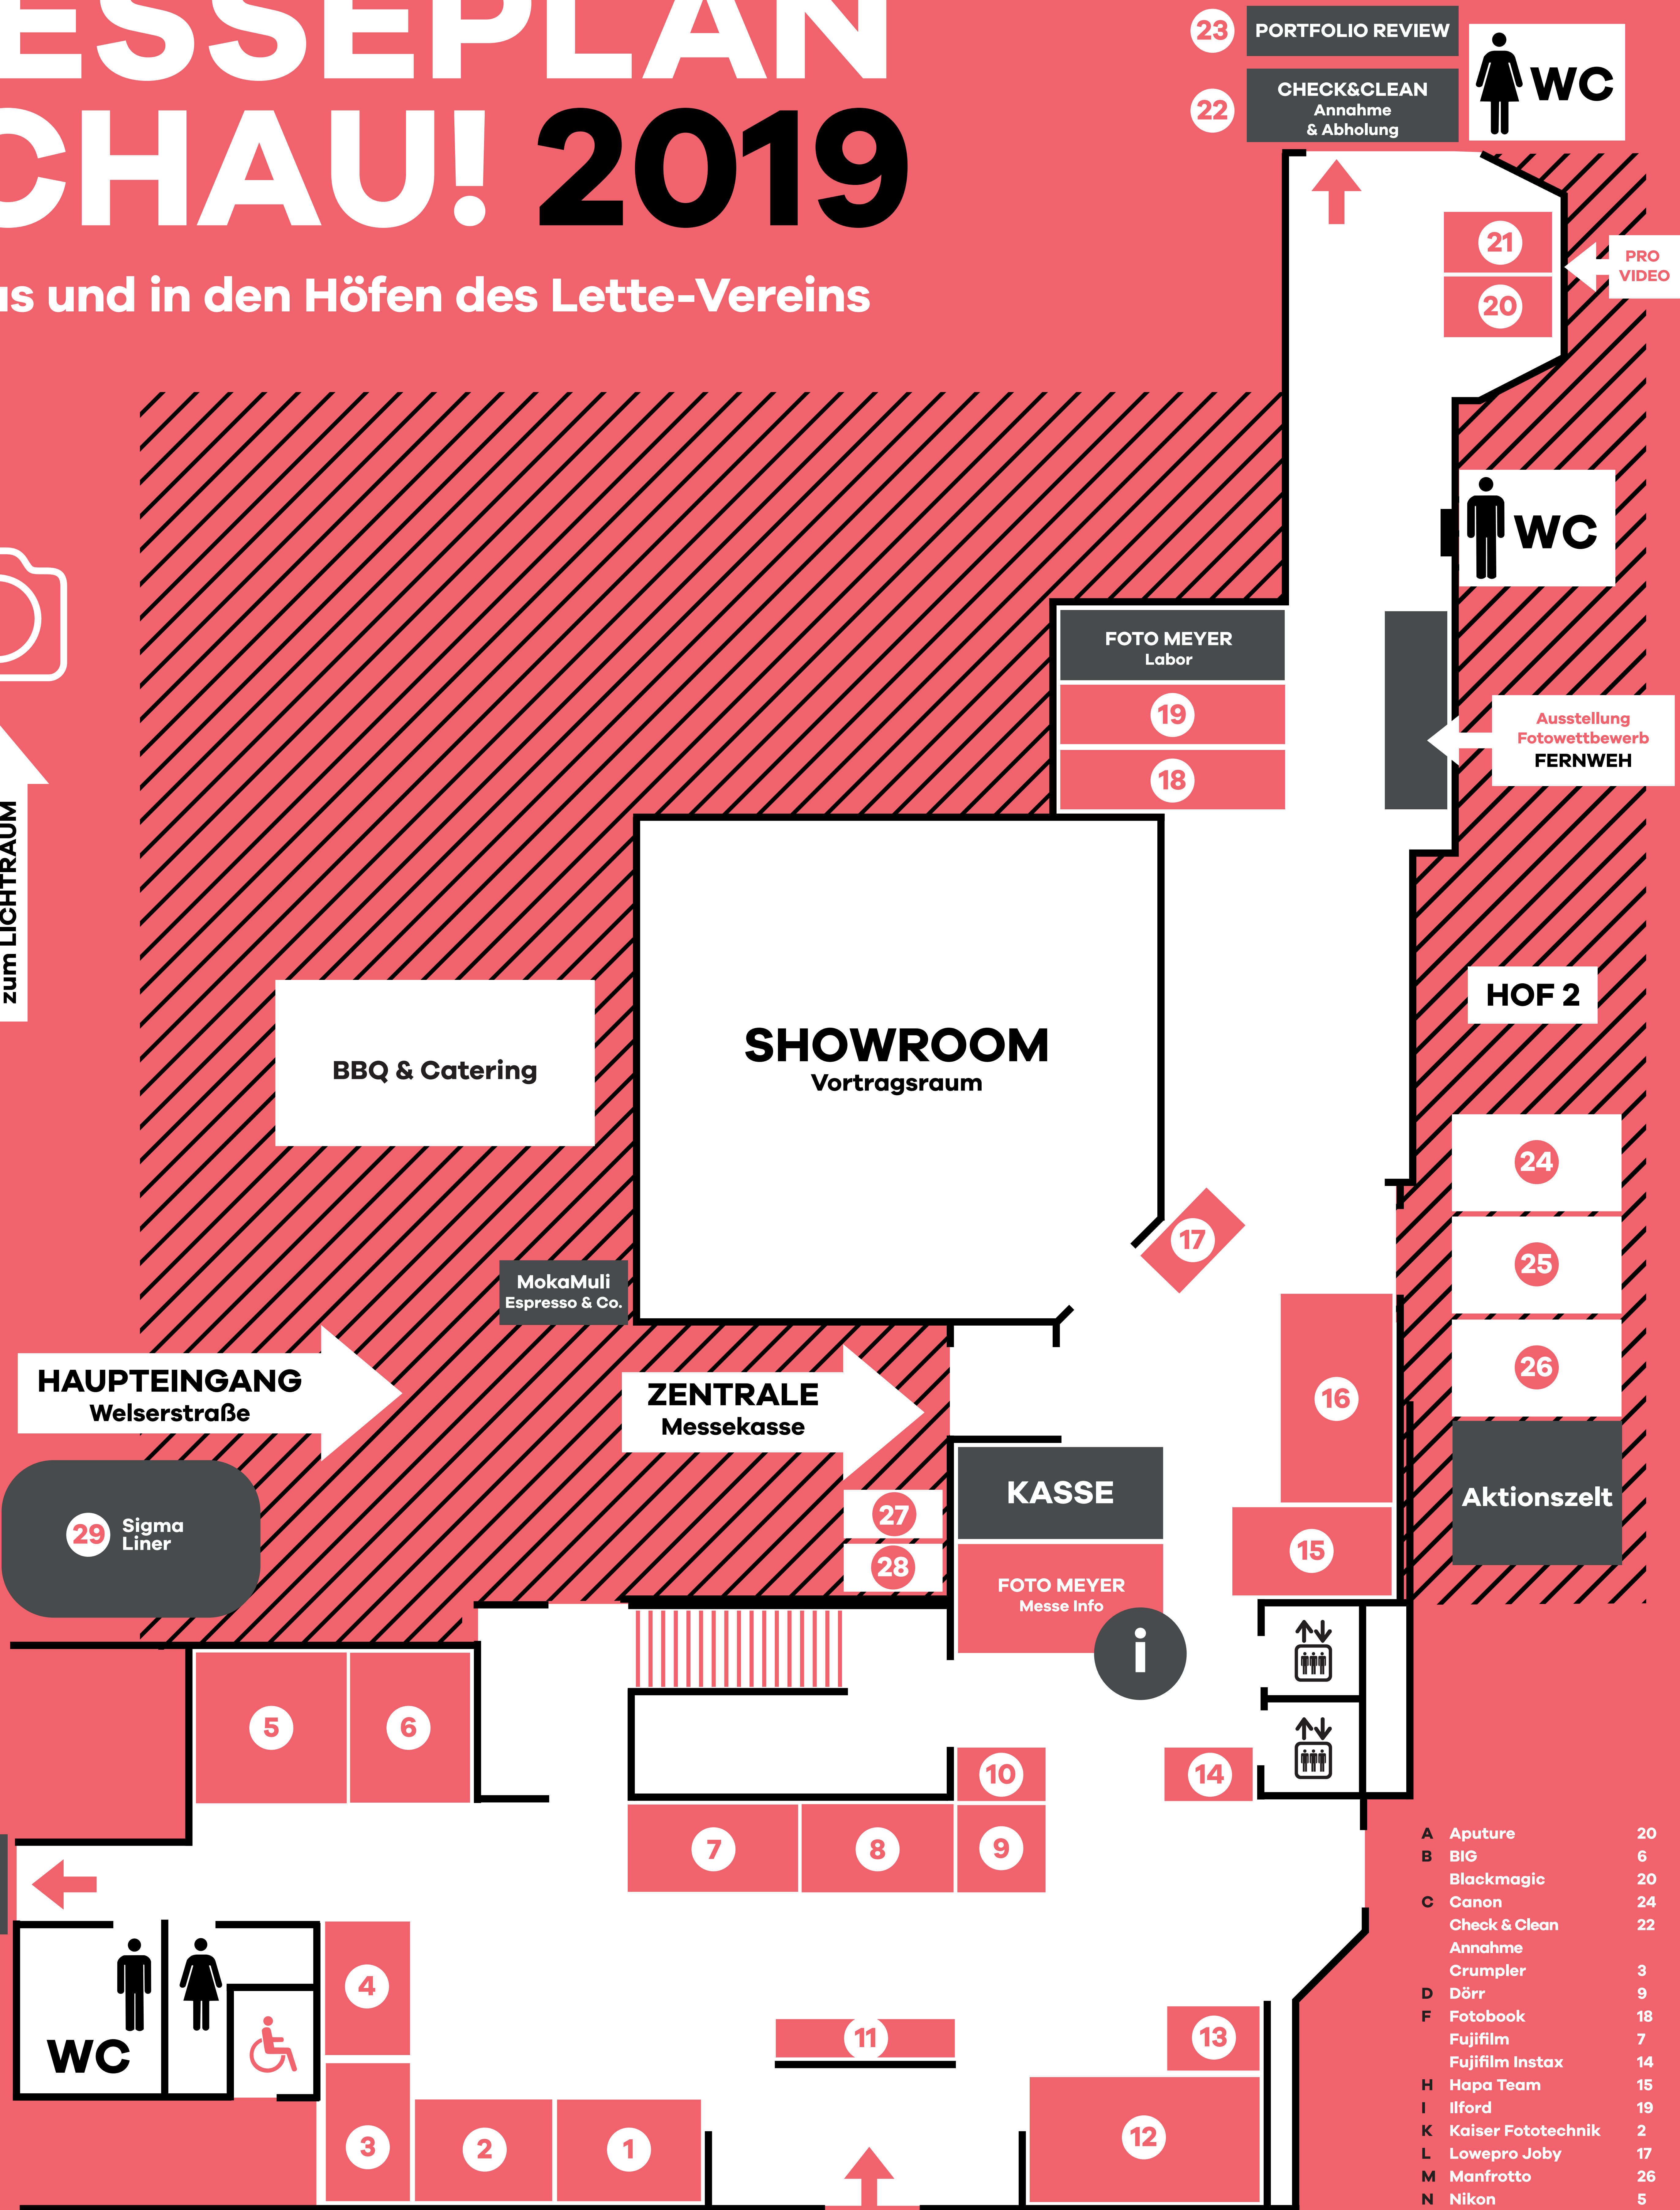 ESSEPLAN
CHAU! 2019
us und in den Höfen des Lette-Vereins
23 PORTFOLIO REVIEW
22 CHECK&CLEAN
Annahme
& Abholung
WC
21
20
PRO
VIDEO
WC
FOTO MEYER
Labor
19
18
Ausstellung
Fotowettbewerb
FERNWEH
zum LICHTRAUM
HOF 2
BBQ & Catering
SHOWROOM
Vortragsraum
24
25
26
17
MokaMuli
Espresso & Co.
HAUPTEINGANG
Welserstraße
ZENTRALE
Messekasse
16
KASSE
Aktionszelt
29 Sigma
Liner
27
28
15
FOTO MEYER
Messe Info
i
5
6
10
14
7
8
9
4
WC
11
13
3
2
1
12
A Aputure 20
B BIG 6
Blackmagic 20
C Canon 24
Check & Clean 22
Annahme
Crumpler 3
D Dörr 9
F Fotobook 18
Fujifilm 7
Fujifilm Instax 14
H Hapa Team 15
I Ilford 19
K Kaiser Fototechnik 2
L Lowepro Joby 17
M Manfrotto 26
N Nikon 5